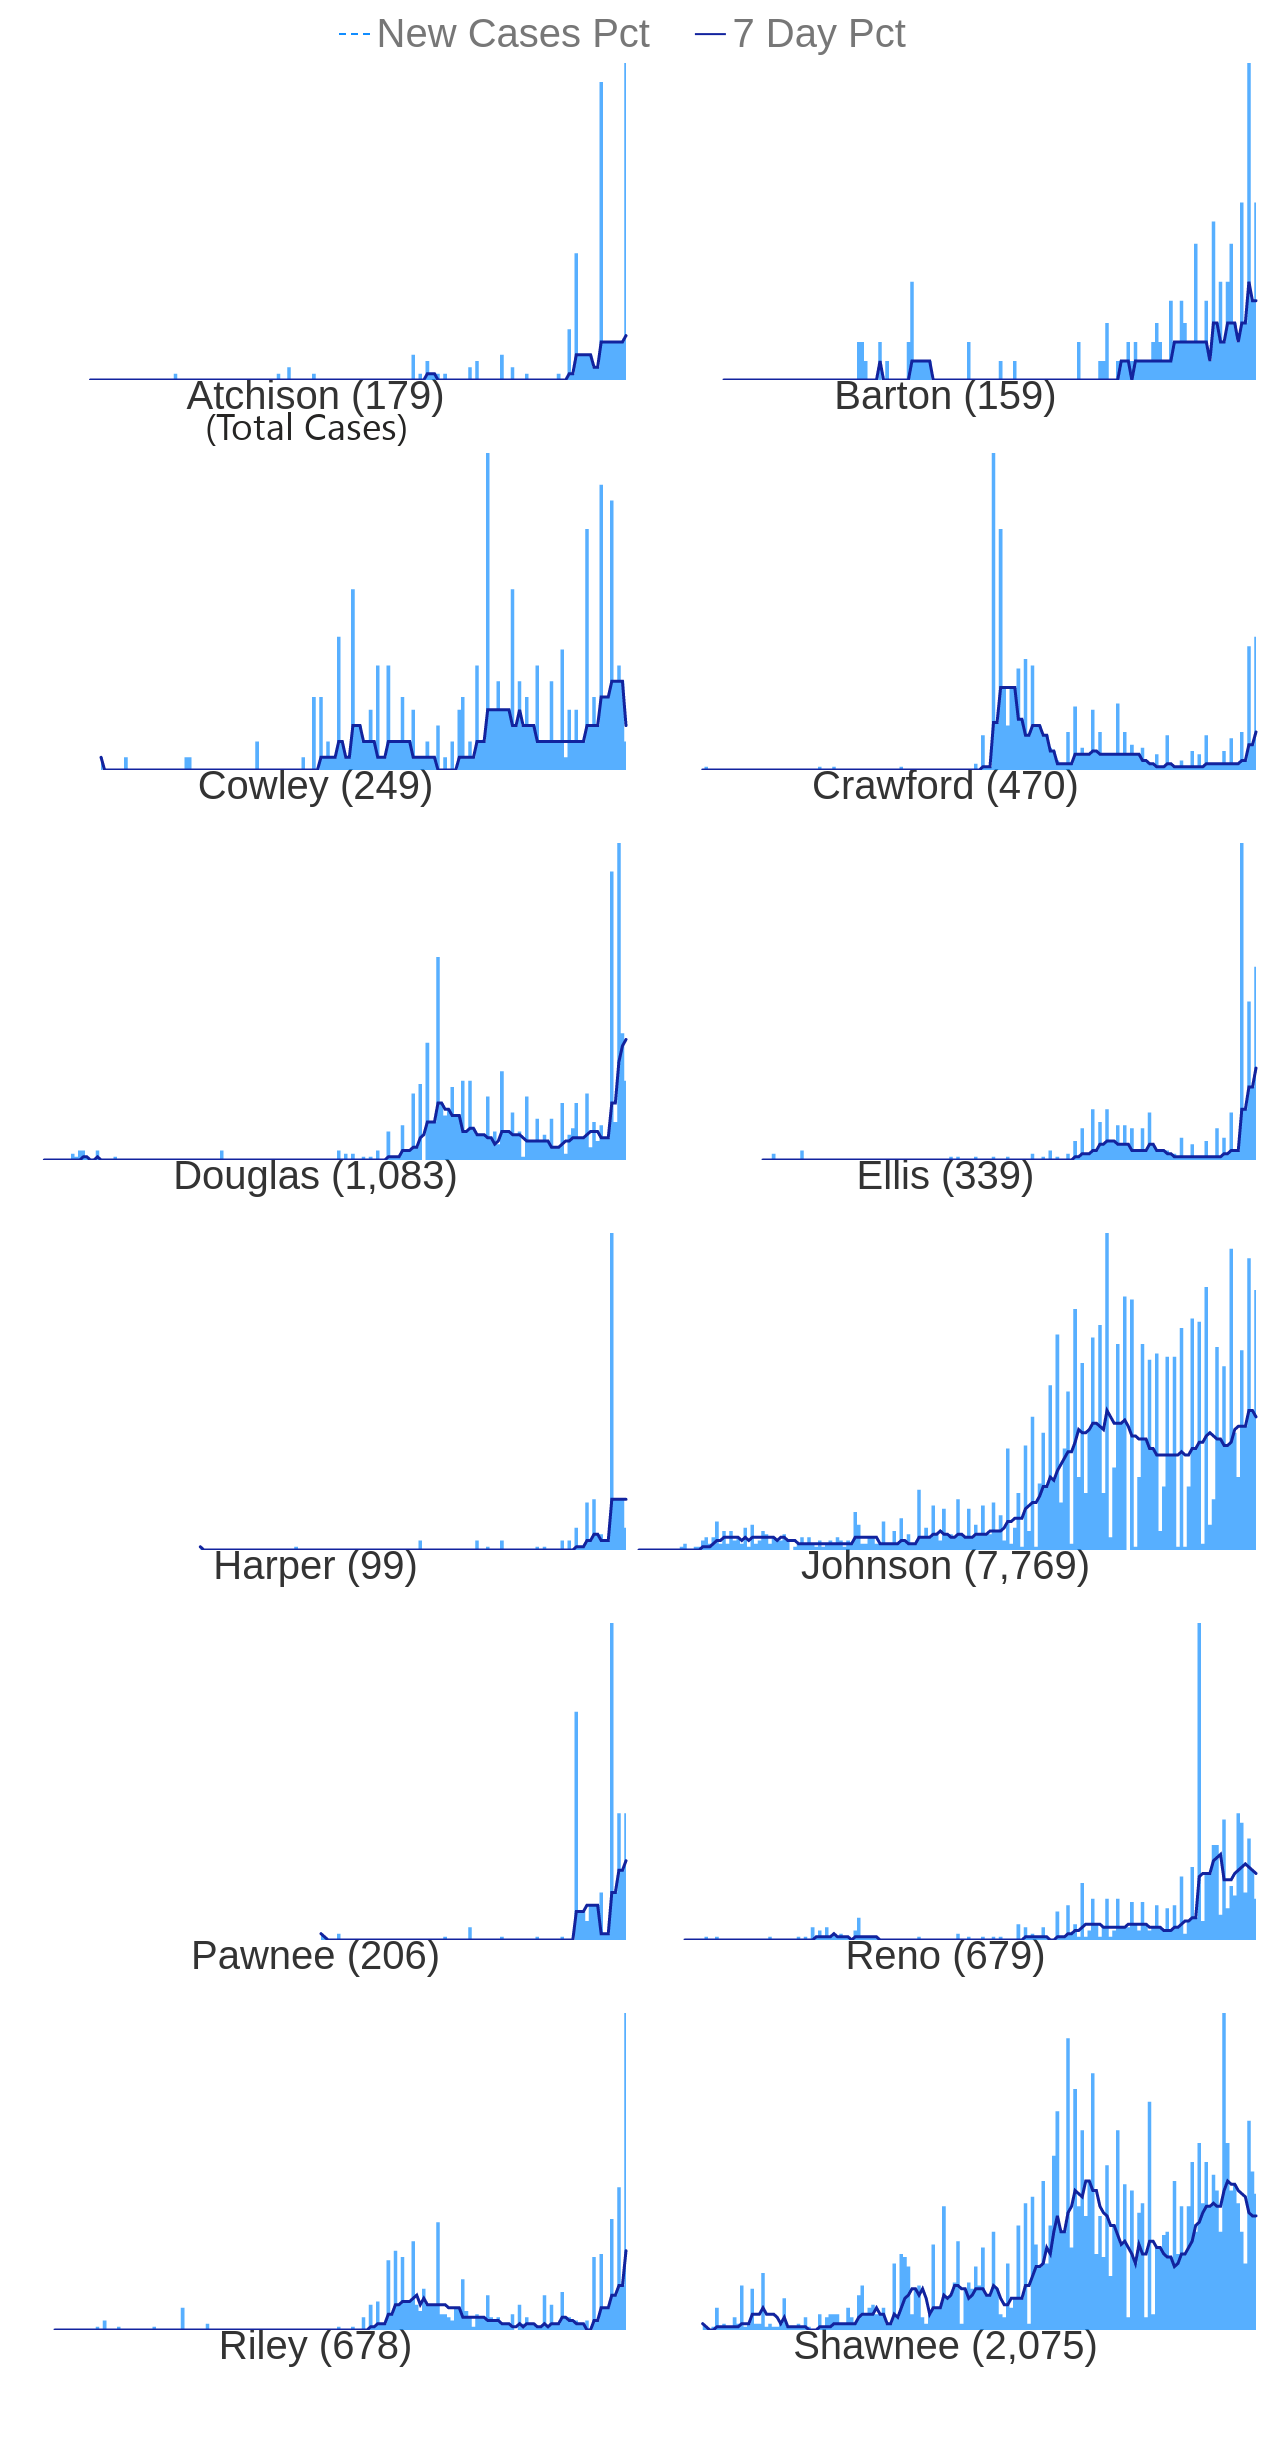 New Cases Pct 7 Day Pct
Atchison (179) Barton (159)
(Total Cases)
Cowley (249) Crawford (470)
Douglas (1,083) Ellis (339)
Harper (99) Johnson (7,769)
Pawnee (206) Reno (679)
Riley (678) Shawnee (2,075)